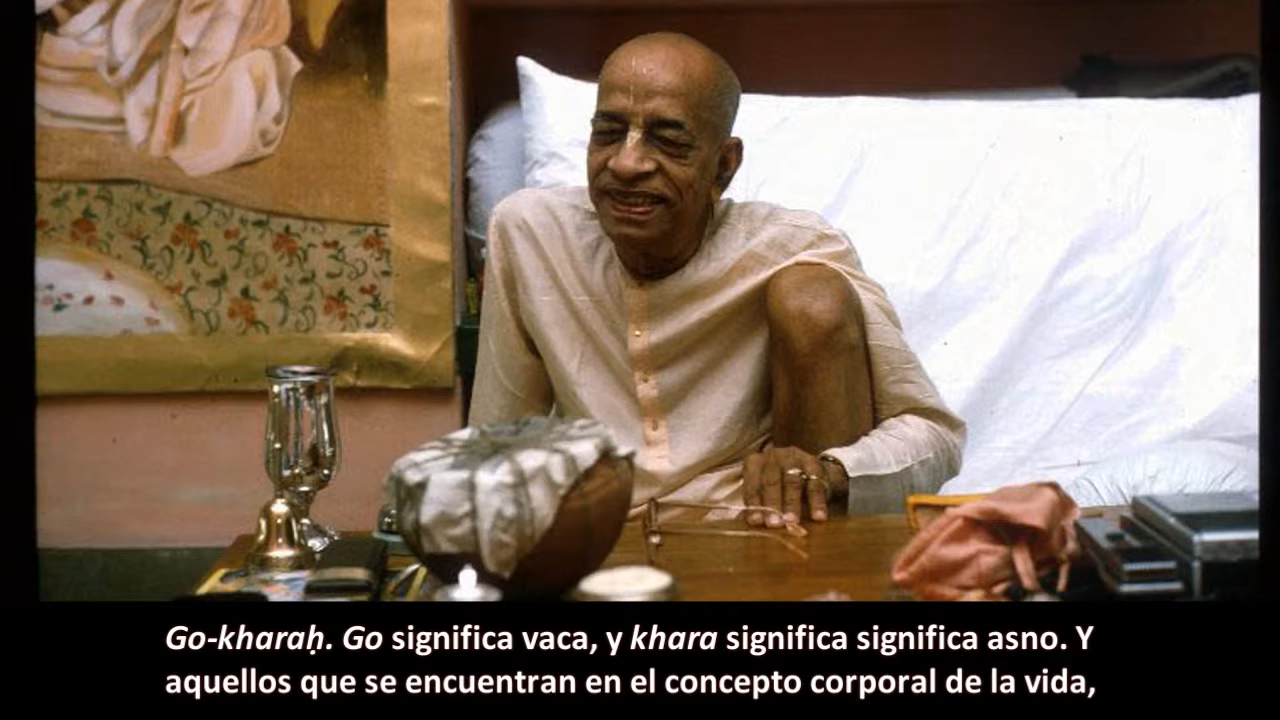 Go-kharaḥ. Go significa vaca, y khara significa significa asno. Y
aquellos que se encuentran en el concepto corporal de la vida,